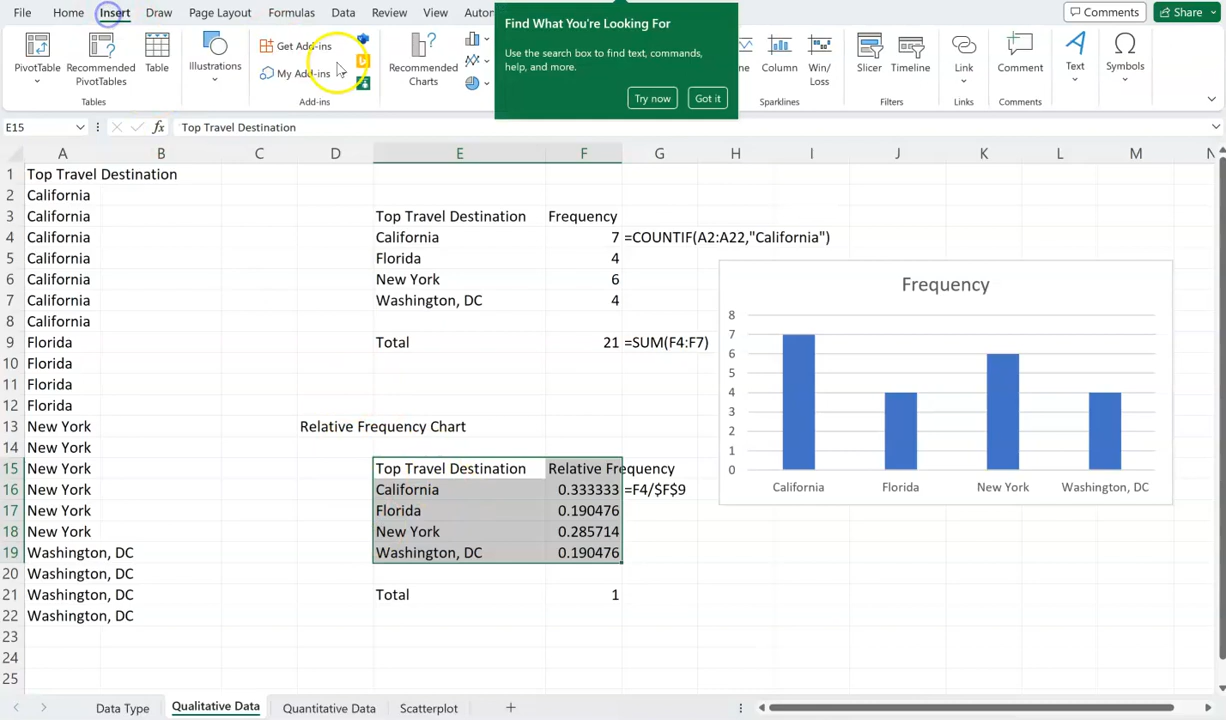 File Home Insert Draw Page Layout Formulas Data Review View Autom
Comments Share
Find What You're Looking For
Use the search box to find text, commands,
help, and more.
Try now Got it
PivotTable
Recommended
PivotTables
Table
Tables
Illustrations
Get Add-ins
My Add-ins
Add-ins
Recommended
Charts
Column
Win/
Loss
Sparklines
Slicer
Timeline
Filters
Link
Links
Comment
Comments
Text
Symbols
E15 fx Top Travel Destination
A B C D E F G H I J K L M N
1 Top Travel Destination
2 California
3 California Top Travel Destination Frequency
4 California California 7 =COUNTIF(A2:A22,"California")
5 California Florida 4
6 California New York 6
7 California Washington, DC 4
8 California
9 Florida Total 21 =SUM(F4:F7)
10 Florida
11 Florida
12 Florida
13 New York Relative Frequency Chart
14 New York
15 New York Top Travel Destination Relative Frequency
16 New York California 0.333333 =F4/$F$9
17 New York Florida 0.190476
18 New York New York 0.285714
19 Washington, DC Washington, DC 0.190476
20 Washington, DC
21 Washington, DC Total 1
22 Washington, DC
23
24
25
Frequency
8
7
6
5
4
3
2
1
0
California Florida New York Washington, DC
Data Type Qualitative Data Quantitative Data Scatterplot